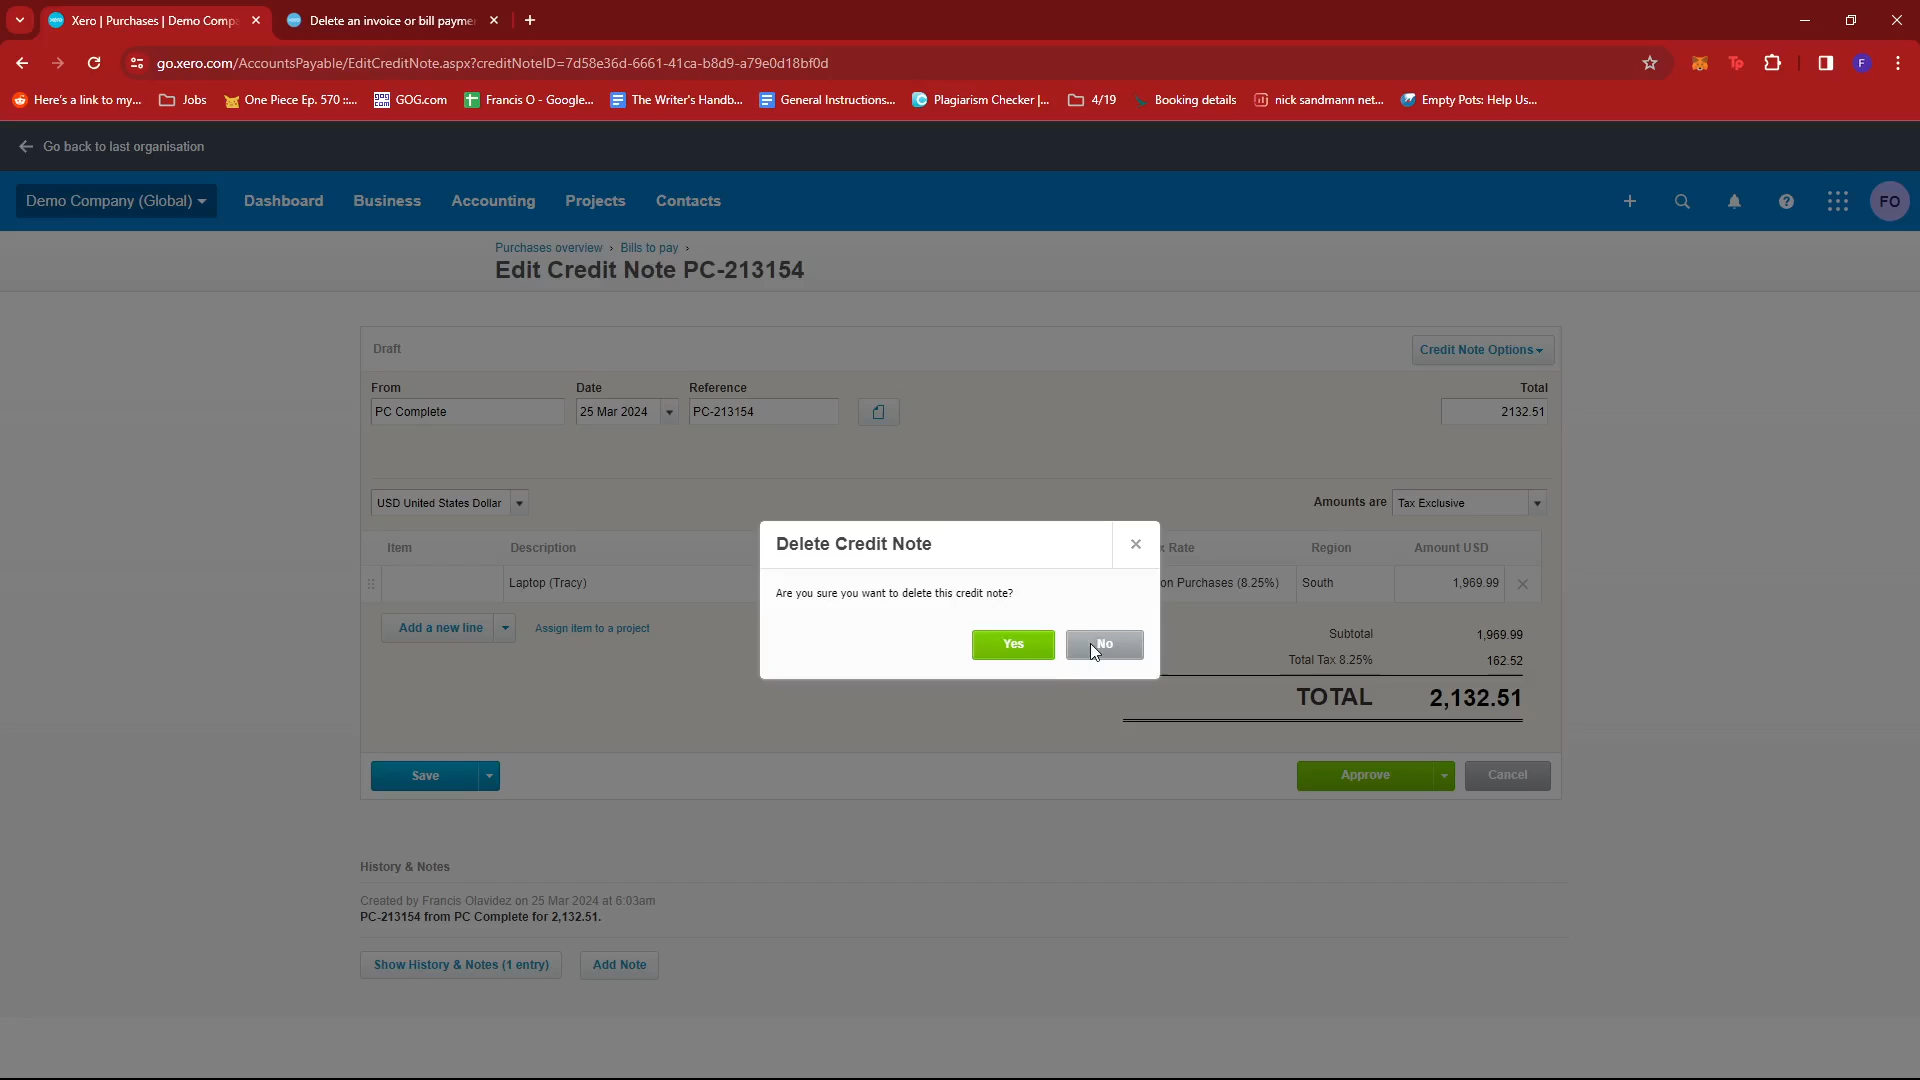 Xero | Purchases | Demo Comp
Delete an invoice or bill payme
go.xero.com/AccountsPayable/EditCreditNote.aspx?creditNoteID=7d58e36d-6661-41ca-b8d9-a79e0d18bf0d
Tp
F
Here's a link to my...
Jobs
One Piece Ep. 570 ::...
GOG.com
Francis O - Google...
The Writer's Handb...
General Instructions...
Plagiarism Checker |...
4/19
Booking details
nick sandmann net...
Empty Pots: Help Us...
Go back to last organisation
Demo Company (Global)
Dashboard
Business
Accounting
Projects
Contacts
FO
Purchases overview › Bills to pay ›
Edit Credit Note PC-213154
Draft
Credit Note Options
From
Date
Reference
Total
PC Complete
25 Mar 2024
PC-213154
2132.51
USD United States Dollar
Amounts are
Tax Exclusive
Item
Description
x Rate
Region
Amount USD
Laptop (Tracy)
on Purchases (8.25%)
South
1,969.99
Delete Credit Note
Are you sure you want to delete this credit note?
Yes
No
Add a new line
Assign item to a project
Subtotal
1,969.99
Total Tax 8.25%
162.52
TOTAL
2,132.51
Save
Approve
Cancel
History & Notes
Created by Francis Olavidez on 25 Mar 2024 at 6:03am
PC-213154 from PC Complete for 2,132.51.
Show History & Notes (1 entry)
Add Note